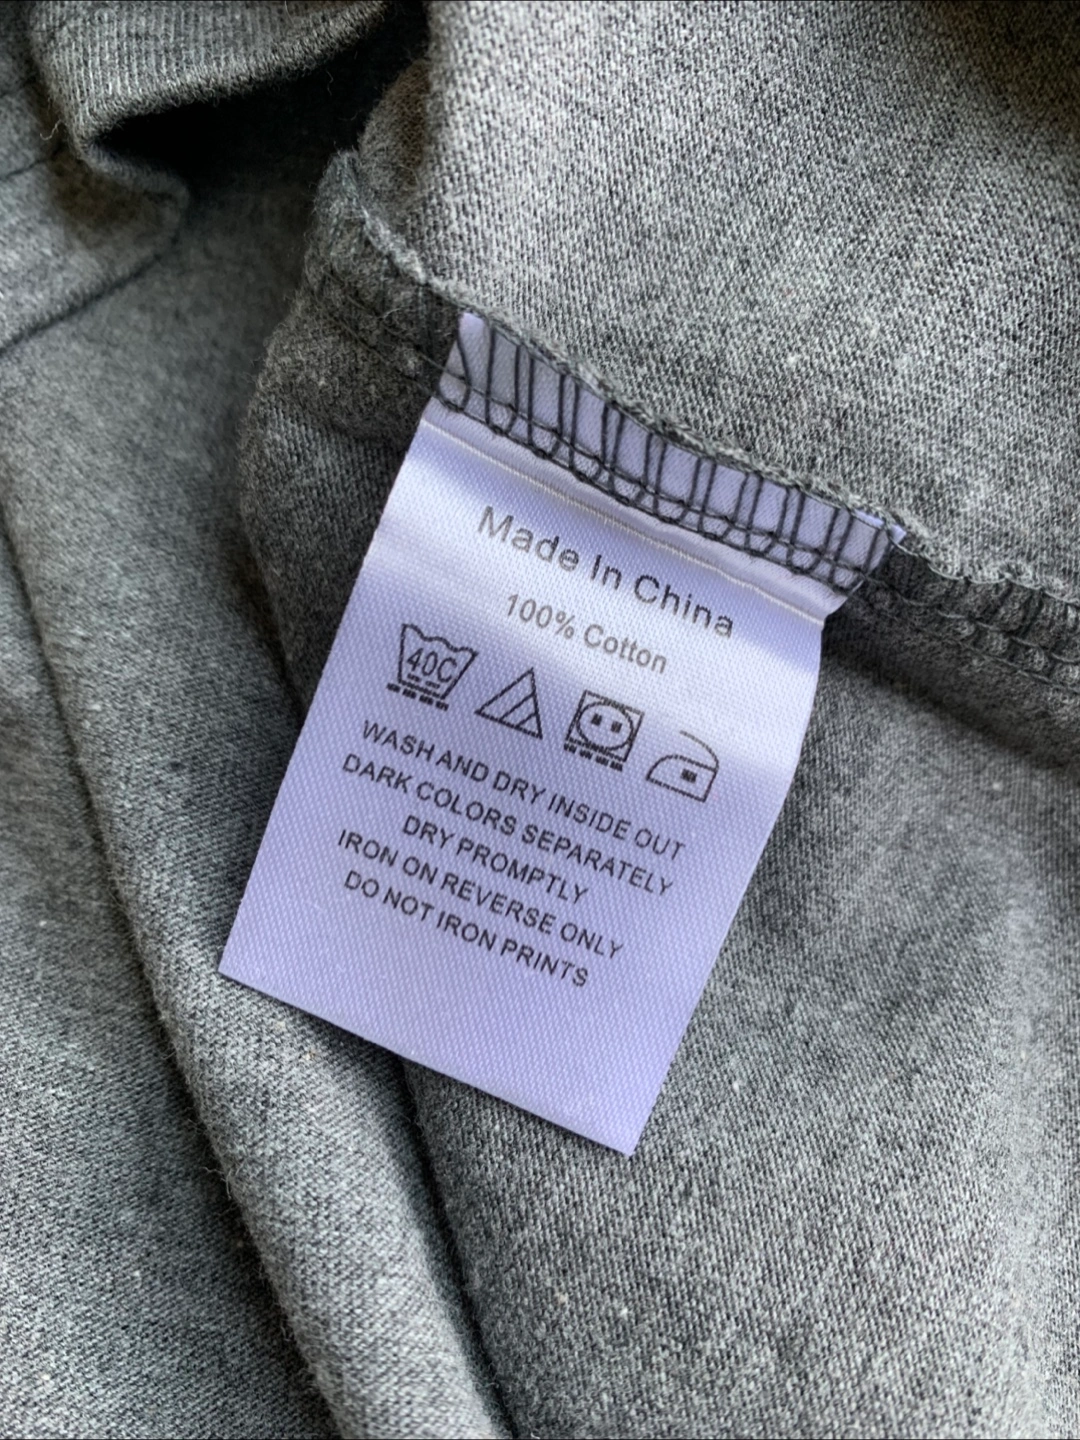 Made In China
100% Cotton
40C
WASH AND DRY INSIDE OUT
DARK COLORS SEPARATELY
DRY PROMPTLY
IRON ON REVERSE ONLY
DO NOT IRON PRINTS